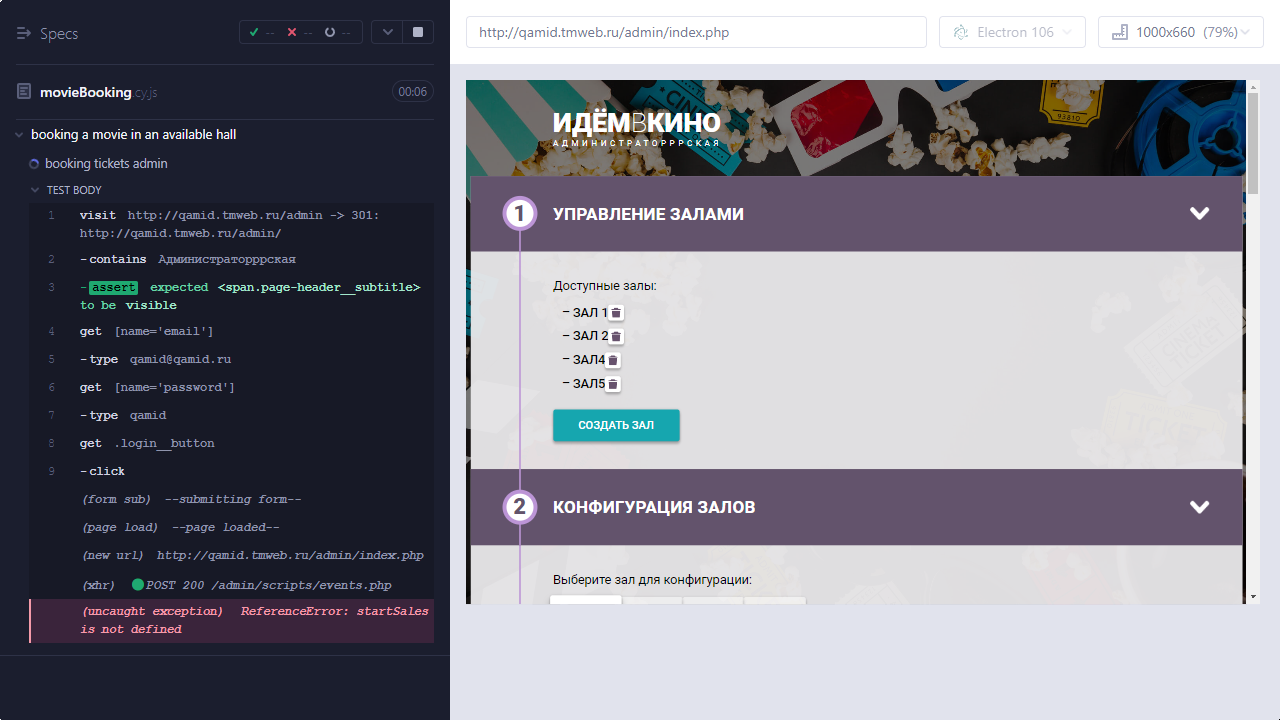 Specs
--
--
--
http://qamid.tmweb.ru/admin/index.php
Electron 106
1000x660 (79%)
movieBooking.cy.js
00:06
booking a movie in an available hall
booking tickets admin
TEST BODY
1 visit http://qamid.tmweb.ru/admin -> 301:
http://qamid.tmweb.ru/admin/
2 -contains Администраторррская
3 -assert expected <span.page-header__subtitle>
to be visible
4 get [name='email']
5 -type qamid@qamid.ru
6 get [name='password']
7 -type qamid
8 get .login__button
9 -click
(form sub) --submitting form--
(page load) --page loaded--
(new url) http://qamid.tmweb.ru/admin/index.php
(xhr) POST 200 /admin/scripts/events.php
(uncaught exception) ReferenceError: startSales
is not defined
ИДЁМВКИНО
АДМИНИСТРАТОРРРСКАЯ
1 УПРАВЛЕНИЕ ЗАЛАМИ
Доступные залы:
– ЗАЛ 1
– ЗАЛ 2
– ЗАЛ4
– ЗАЛ5
СОЗДАТЬ ЗАЛ
2 КОНФИГУРАЦИЯ ЗАЛОВ
Выберите зал для конфигурации: